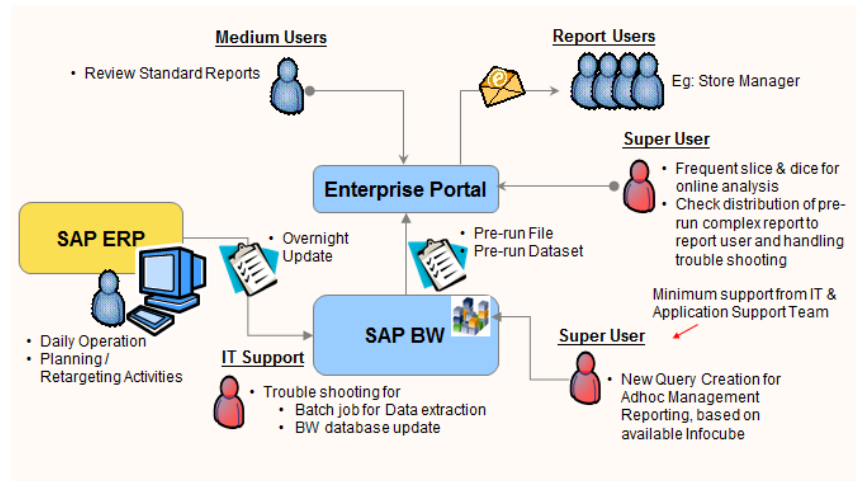 Medium Users
• Review Standard Reports
Report Users
Eg: Store Manager
Super User
• Frequent slice & dice for
online analysis
• Check distribution of pre-
run complex report to
report user and handling
trouble shooting
Enterprise Portal
SAP ERP
• Overnight
Update
• Pre-run File
• Pre-run Dataset
• Daily Operation
• Planning /
Retargeting Activities
SAP BW
Minimum support from IT &
Application Support Team
Super User
• New Query Creation for
Adhoc Management
Reporting, based on
available Infocube
IT Support
• Trouble shooting for
• Batch job for Data extraction
• BW database update